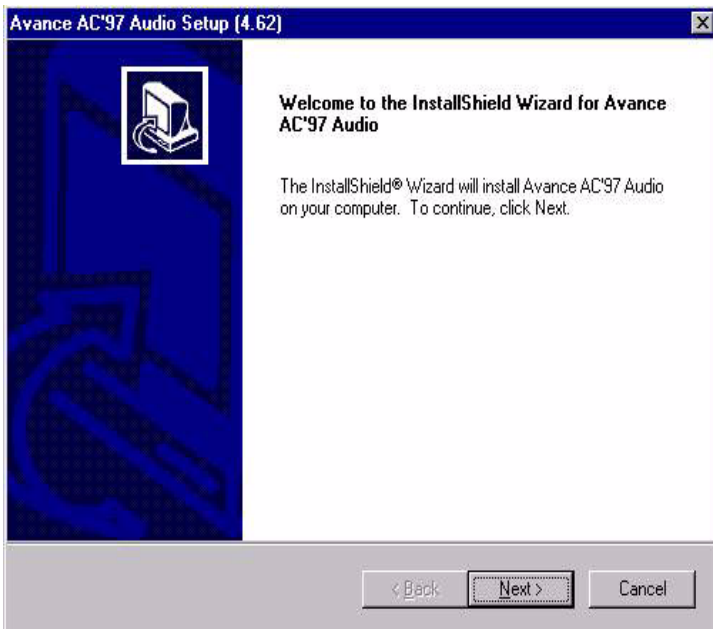 Avance AC'97 Audio Setup (4.62)
Welcome to the InstallShield Wizard for Avance
AC'97 Audio
The InstallShield® Wizard will install Avance AC'97 Audio
on your computer. To continue, click Next.
< Back
Next >
Cancel